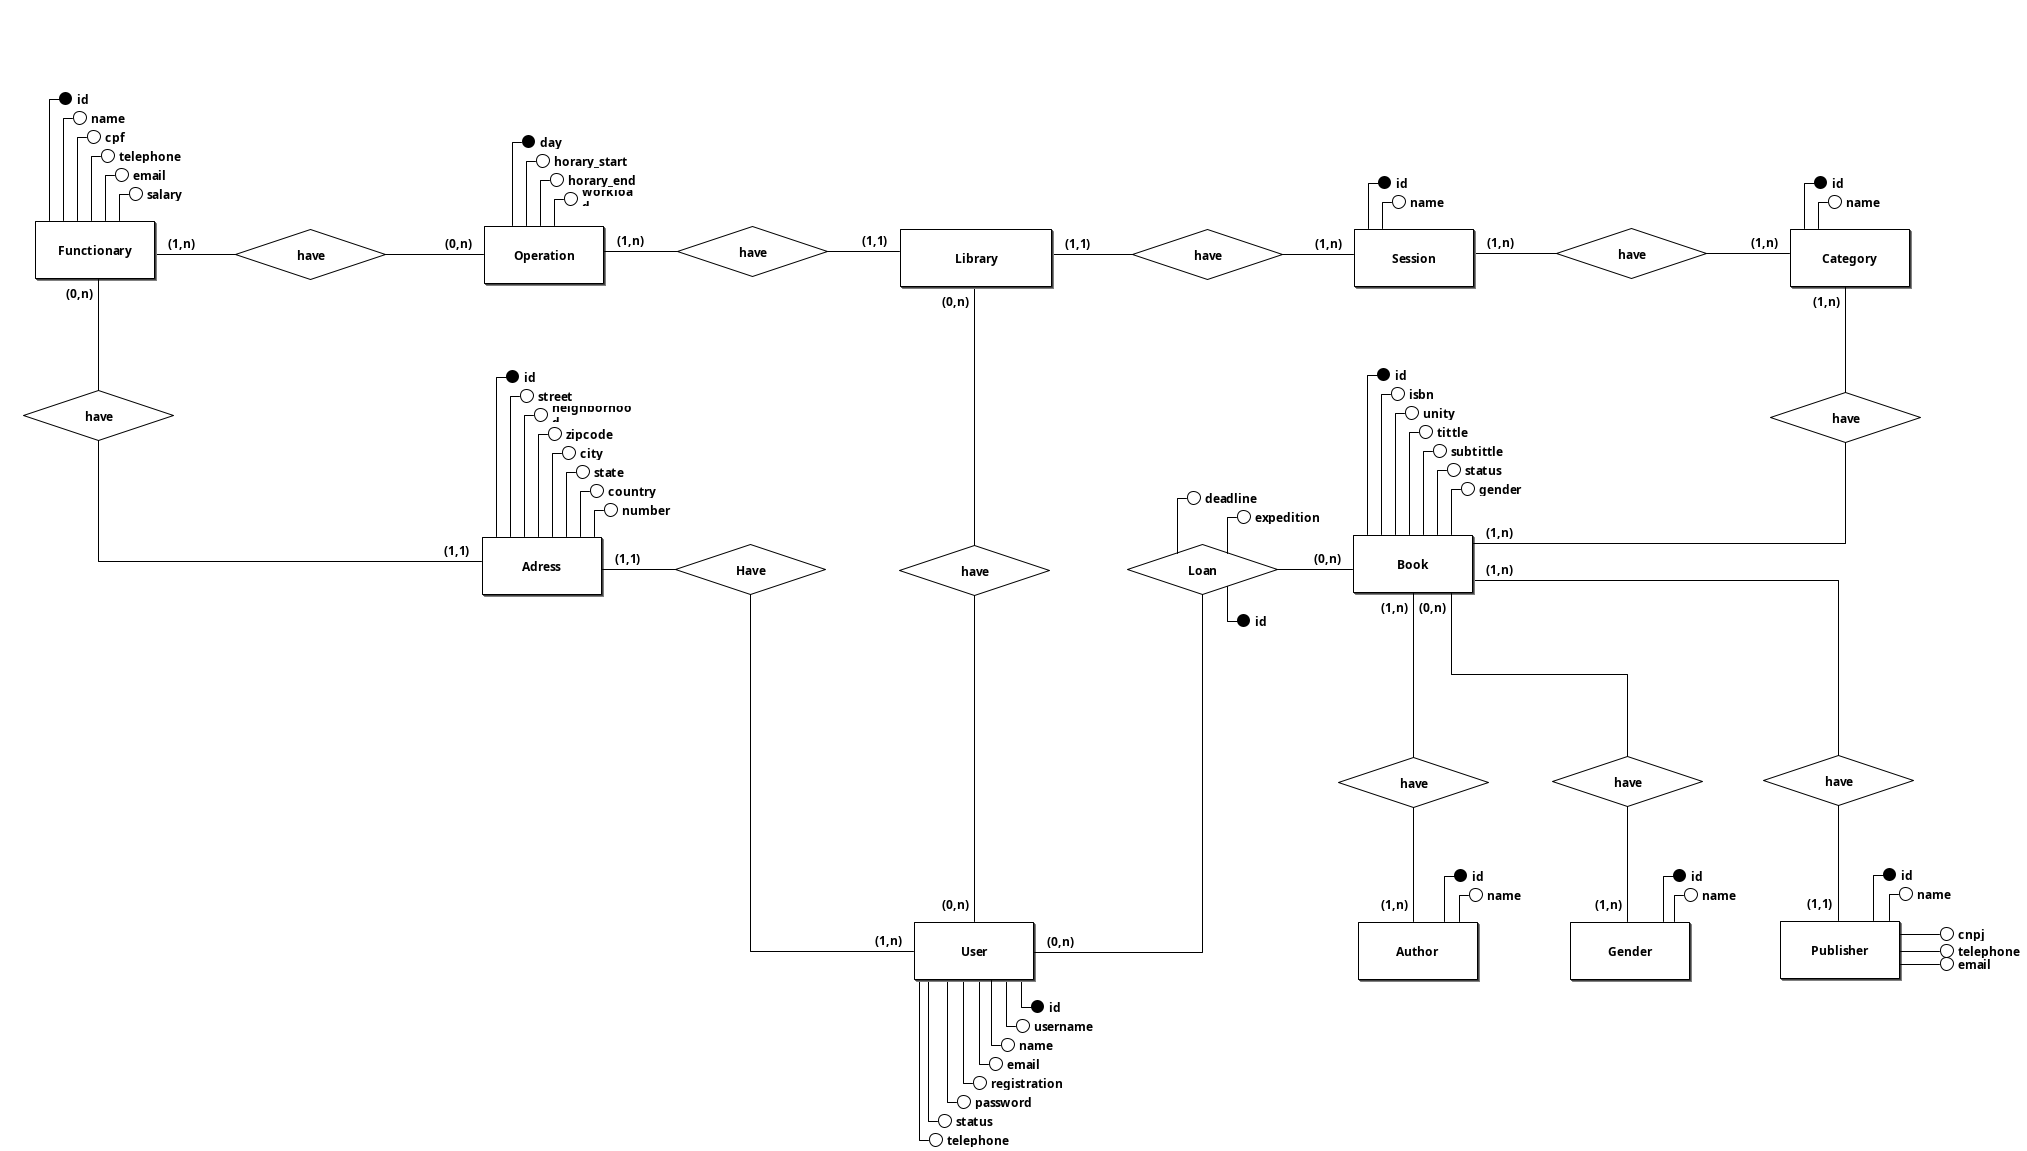 id
name
cpf
telephone
email
salary
Functionary
(1,n)
have
(0,n)
day
horary_start
horary_end
Operation
(1,n)
have
(1,1)
Library
(1,1)
have
(1,n)
id
name
Session
(1,n)
have
(1,n)
id
name
Category
(0,n)
have
(1,1)
id
street
zipcode
city
state
country
number
Adress
(1,1)
Have
(1,n)
(0,n)
have
(0,n)
deadline
expedition
Loan
id
(0,n)
(0,n)
id
isbn
unity
tittle
subtittle
status
gender
Book
(1,n)
have
(1,n)
(1,n)
(1,n)
have
(1,n)
(0,n)
have
(1,n)
have
(1,1)
User
id
username
name
email
registration
password
status
telephone
id
name
Author
id
name
Gender
id
name
Publisher
cnpj
telephone
email